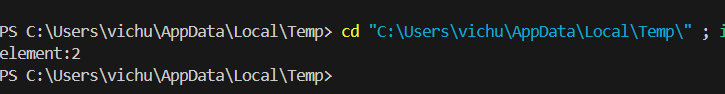 PS C:\Users\vichu\AppData\Local\Temp> cd "C:\Users\vichu\AppData\Local\Temp\" ; i
element:2
PS C:\Users\vichu\AppData\Local\Temp>